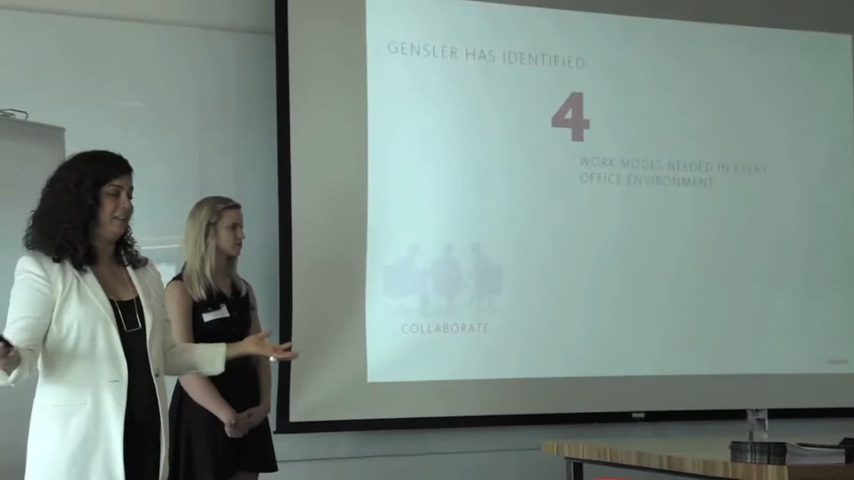 GENSLER HAS IDENTIFIED
4
WORK MODES NEEDED IN EVERY
OFFICE ENVIRONMENT
COLLABORATE